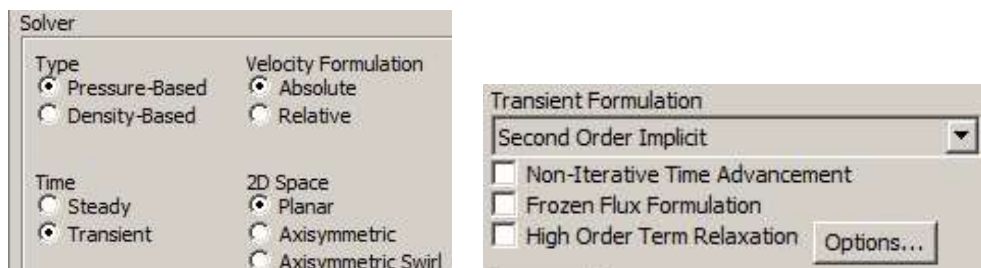 Solver
Type
Pressure-Based
Density-Based
Velocity Formulation
Absolute
Relative
Time
Steady
Transient
2D Space
Planar
Axisymmetric
Axisymmetric Swirl
Transient Formulation
Second Order Implicit
Non-Iterative Time Advancement
Frozen Flux Formulation
High Order Term Relaxation
Options...